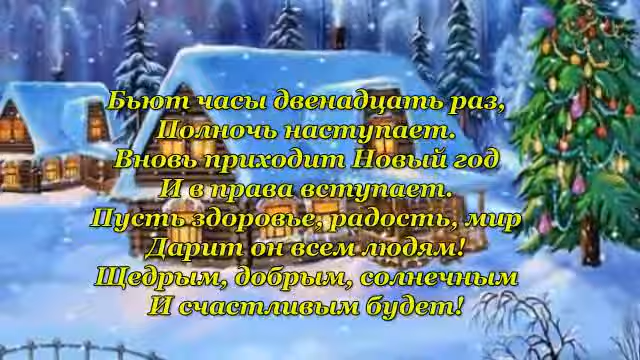 Бьют часы двенадцать раз,
Полночь наступает.
Вновь приходит Новый год
И в права вступает.
Пусть здоровье, радость, мир
Дарит он всем людям!
Щедрым, добрым, солнечным
И счастливым будет!